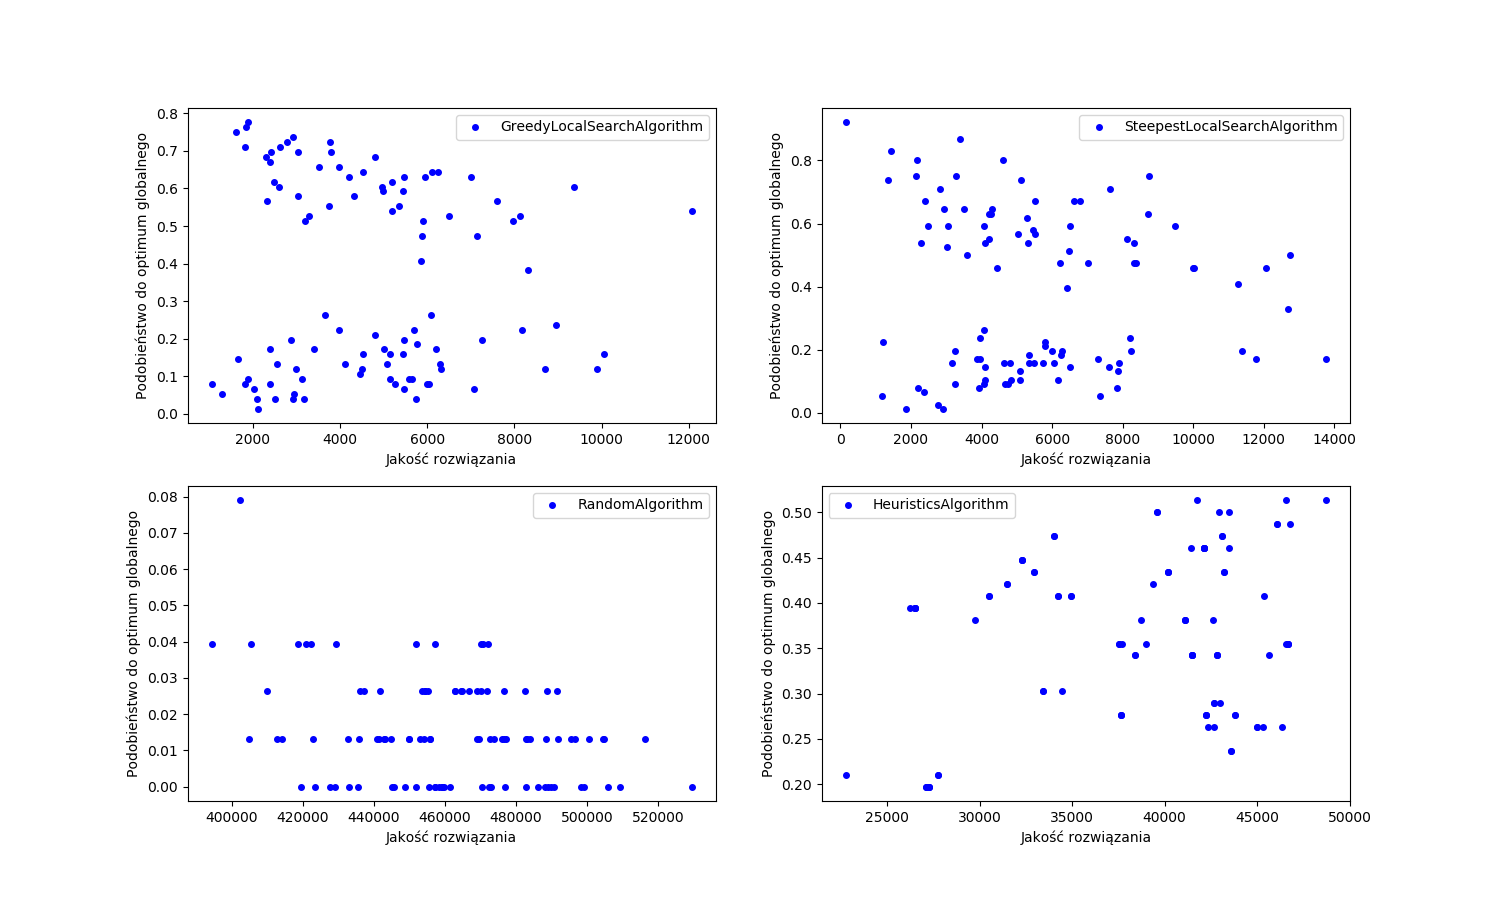 GreedyLocalSearchAlgorithm
Podobieństwo do optimum globalnego
0.8
0.7
0.6
0.5
0.4
0.3
0.2
0.1
0.0
2000 4000 6000 8000 10000 12000
Jakość rozwiązania
SteepestLocalSearchAlgorithm
Podobieństwo do optimum globalnego
0.8
0.6
0.4
0.2
0.0
0 2000 4000 6000 8000 10000 12000 14000
Jakość rozwiązania
RandomAlgorithm
Podobieństwo do optimum globalnego
0.08
0.07
0.06
0.05
0.04
0.03
0.02
0.01
0.00
400000 420000 440000 460000 480000 500000 520000
Jakość rozwiązania
HeuristicsAlgorithm
Podobieństwo do optimum globalnego
0.50
0.45
0.40
0.35
0.30
0.25
0.20
25000 30000 35000 40000 45000 50000
Jakość rozwiązania